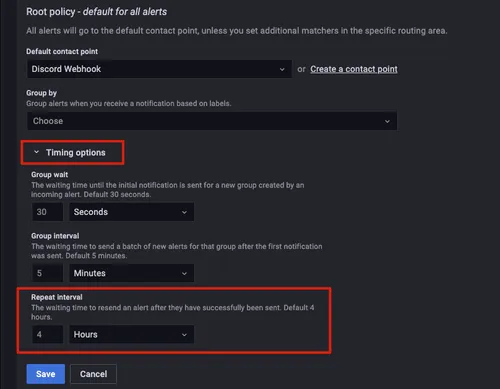 Root policy - default for all alerts
All alerts will go to the default contact point, unless you set additional matchers in the specific routing area.
Default contact point
Discord Webhook or Create a contact point
Group by
Group alerts when you receive a notification based on labels.
Choose
Timing options
Group wait
The waiting time until the initial notification is sent for a new group created by an
incoming alert. Default 30 seconds.
30 Seconds
Group interval
The waiting time to send a batch of new alerts for that group after the first notification
was sent. Default 5 minutes.
5 Minutes
Repeat interval
The waiting time to resend an alert after they have successfully been sent. Default 4
hours.
4 Hours
Save Cancel